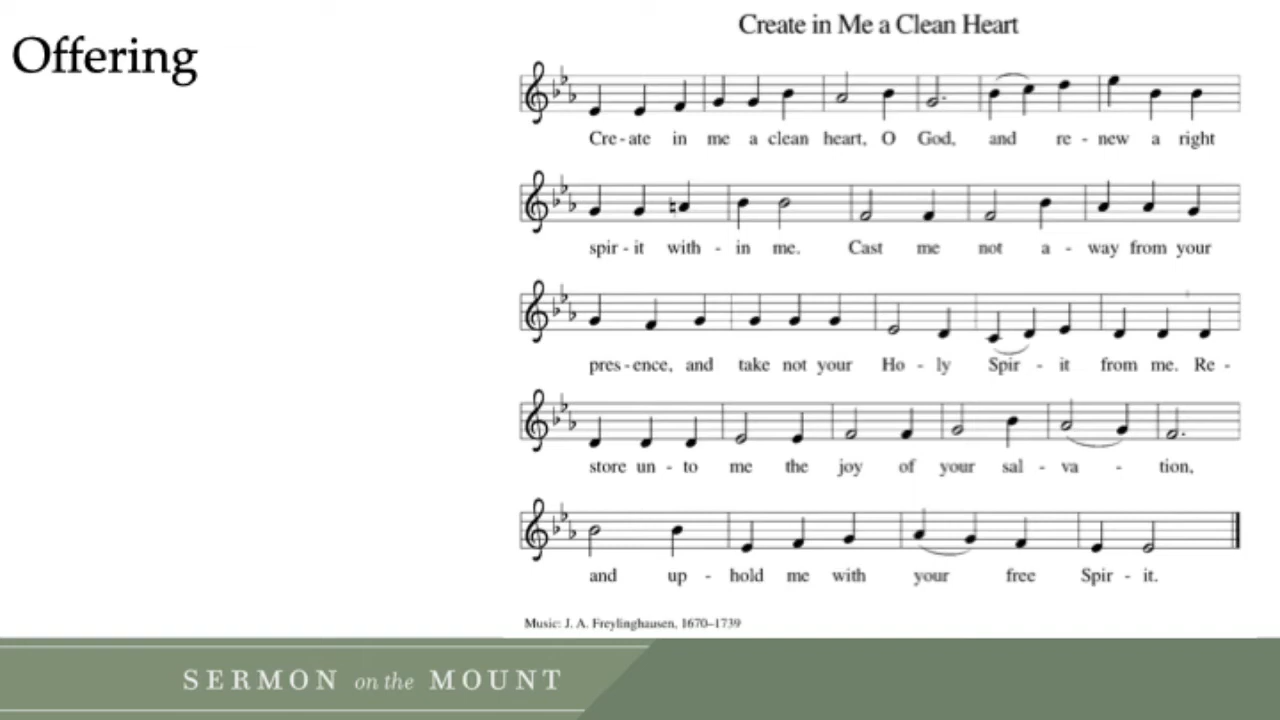 Offering
Create in Me a Clean Heart
Cre - ate in me a clean heart, O God, and re - new a right
spir - it with - in me. Cast me not a - way from your
pres - ence, and take not your Ho - ly Spir - it from me. Re -
store un - to me the joy of your sal - va - tion,
and up - hold me with your free Spir - it.
Music: J. A. Freylinghausen, 1670–1739
SERMON on the MOUNT